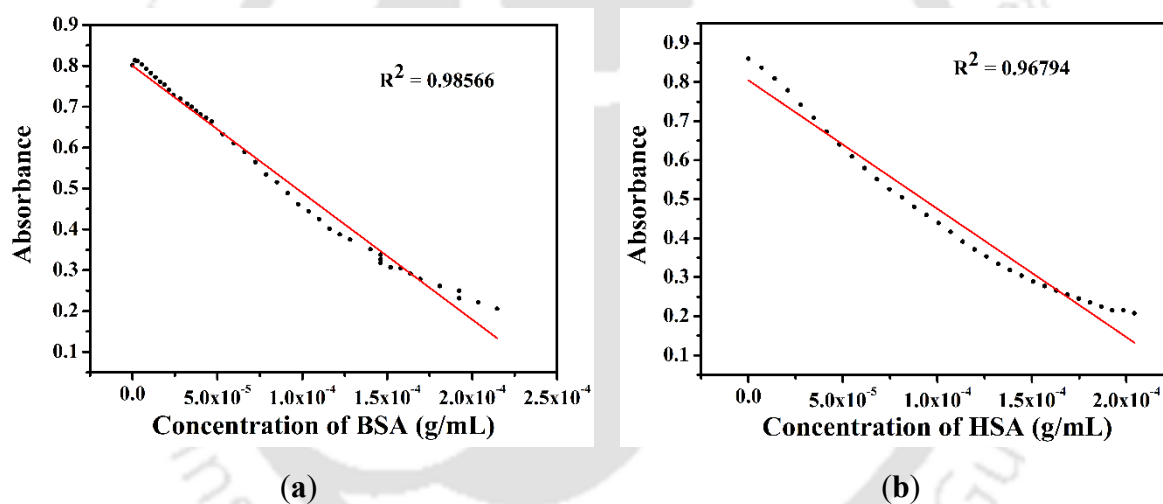 0.9
0.8
0.7
0.6
0.5
0.4
0.3
0.2
0.1
Absorbance
R² = 0.98566
0.0 5.0x10⁻⁵ 1.0x10⁻⁴ 1.5x10⁻⁴ 2.0x10⁻⁴ 2.5x10⁻⁴
Concentration of BSA (g/mL)
(a)
0.9
0.8
0.7
0.6
0.5
0.4
0.3
0.2
0.1
Absorbance
R² = 0.96794
0.0 5.0x10⁻⁵ 1.0x10⁻⁴ 1.5x10⁻⁴ 2.0x10⁻⁴
Concentration of HSA (g/mL)
(b)